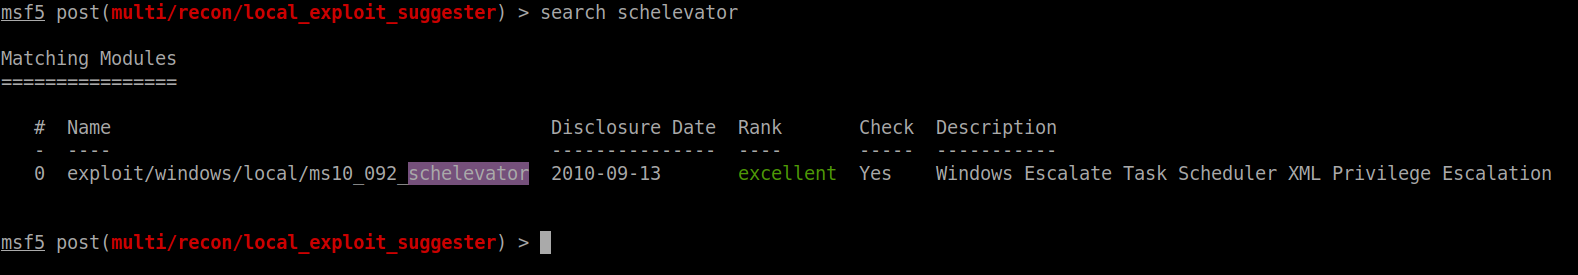 msf5 post(multi/recon/local_exploit_suggester) > search schelevator
Matching Modules
================
#  Name                                         Disclosure Date  Rank       Check  Description
-  ----                                         ---------------  ----       -----  -----------
0  exploit/windows/local/ms10_092_schelevator  2010-09-13       excellent  Yes    Windows Escalate Task Scheduler XML Privilege Escalation
msf5 post(multi/recon/local_exploit_suggester) >